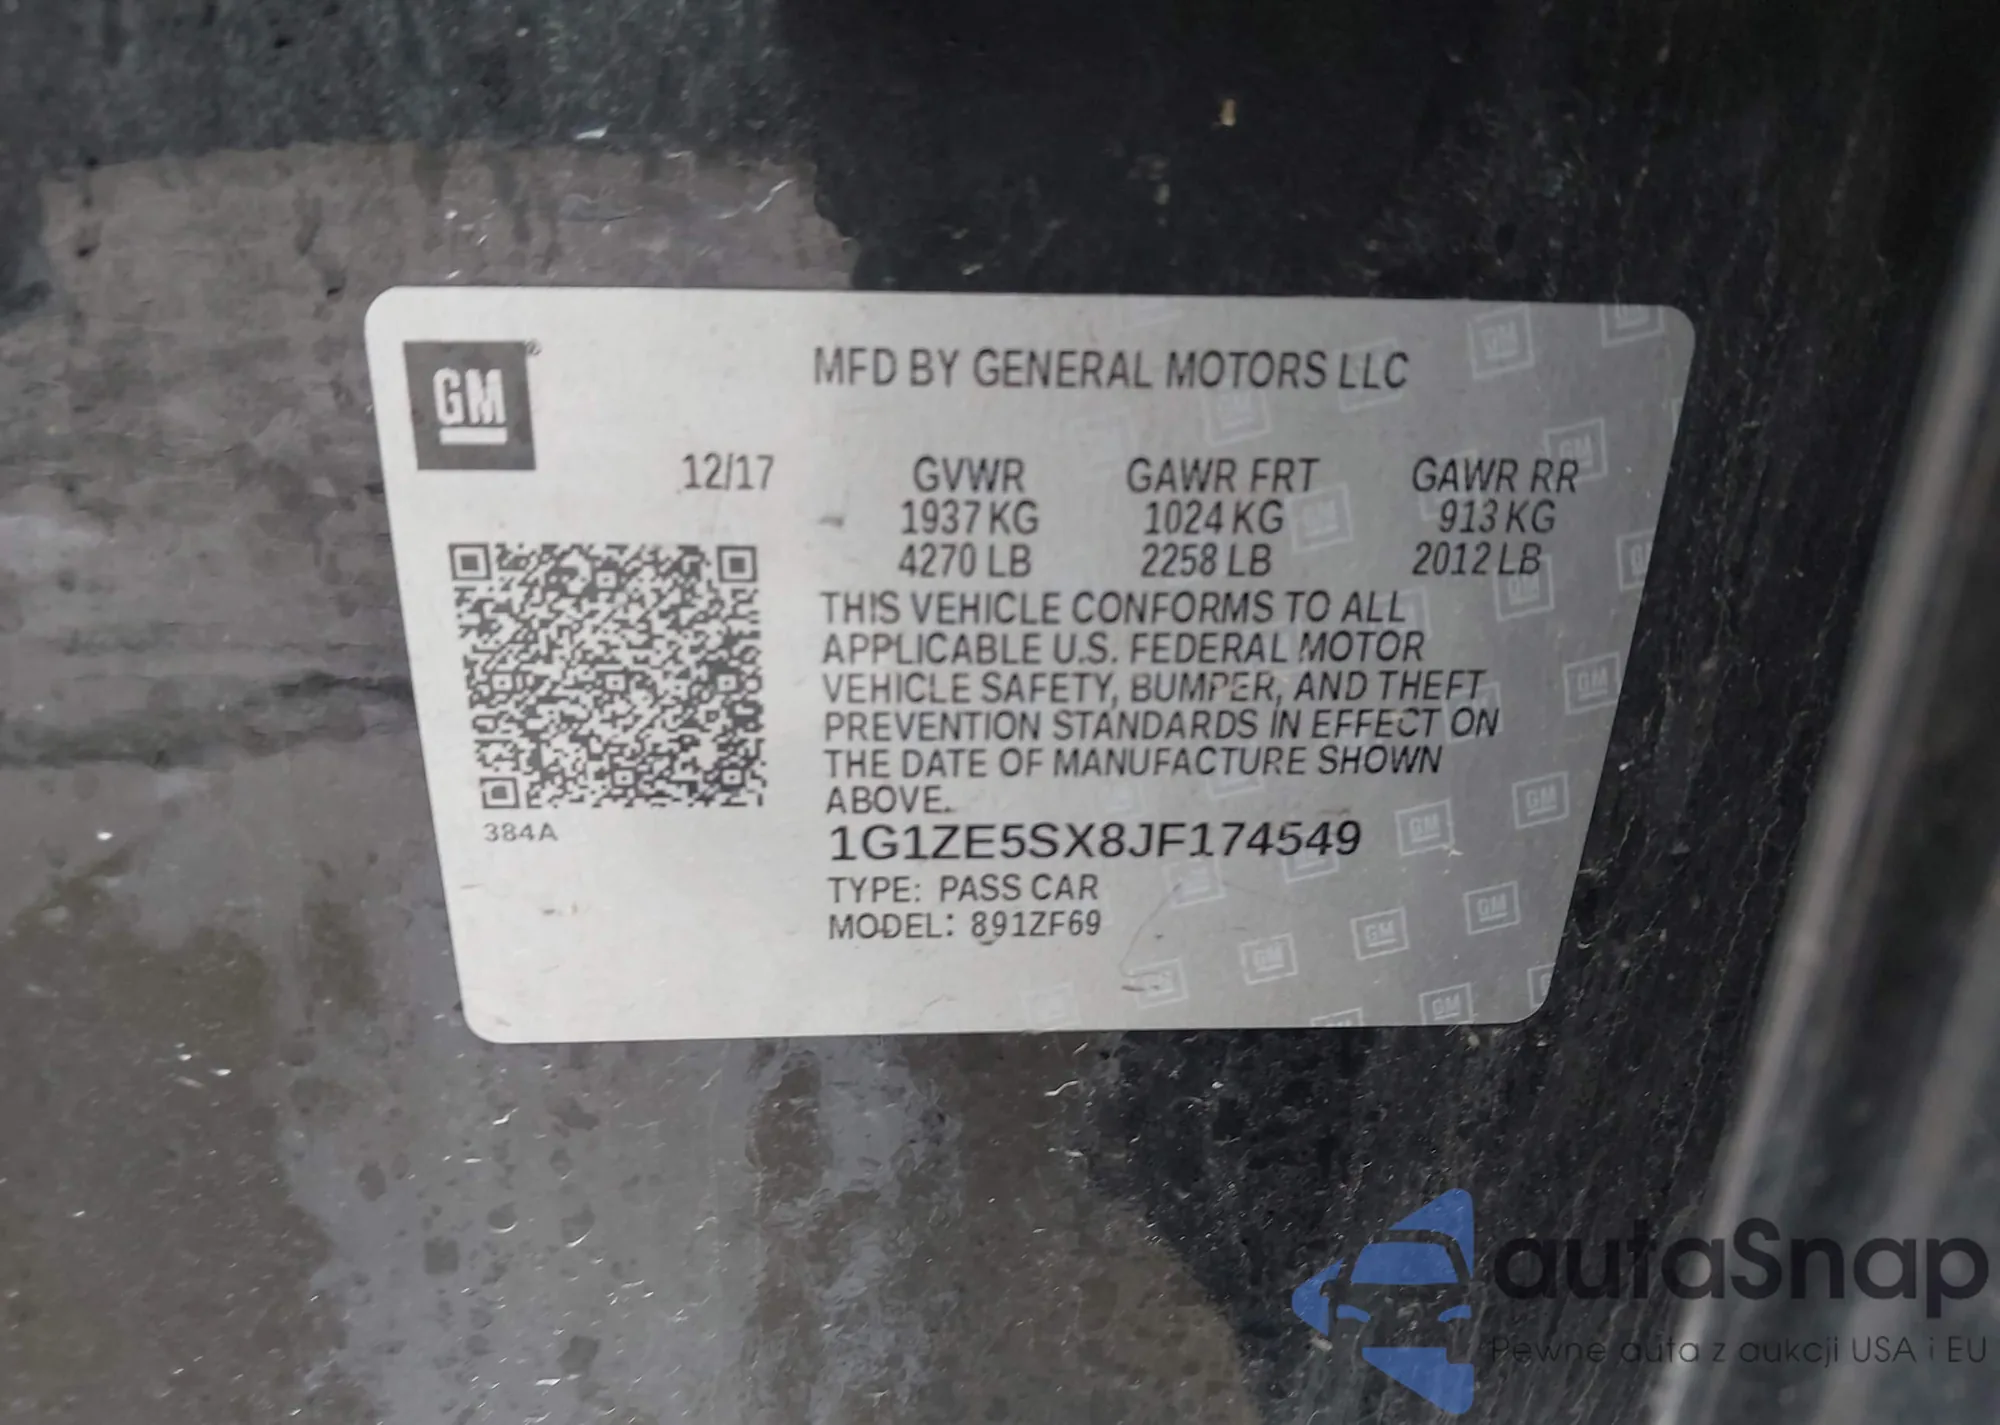 GM®
MFD BY GENERAL MOTORS LLC
12/17 GVWR GAWR FRT GAWR RR
1937 KG 1024 KG 913 KG
4270 LB 2258 LB 2012 LB
THIS VEHICLE CONFORMS TO ALL
APPLICABLE U.S. FEDERAL MOTOR
VEHICLE SAFETY, BUMPER, AND THEFT
PREVENTION STANDARDS IN EFFECT ON
THE DATE OF MANUFACTURE SHOWN
ABOVE.
384A
1G1ZE5SX8JF174549
TYPE: PASS CAR
MODEL: 891ZF69
autaSnap
Pewne auta z aukcji USA i EU